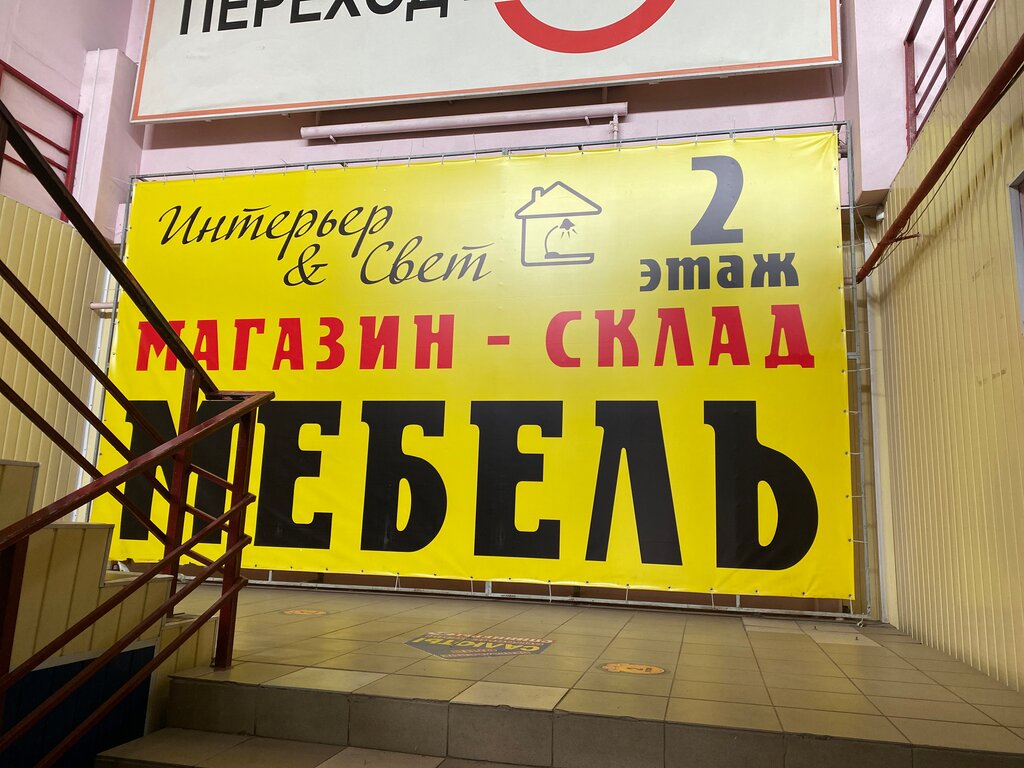 ПЕРЕХОД
Интерьер
& Свет
2
этаж
МАГАЗИН - СКЛАД
МЕБЕЛЬ